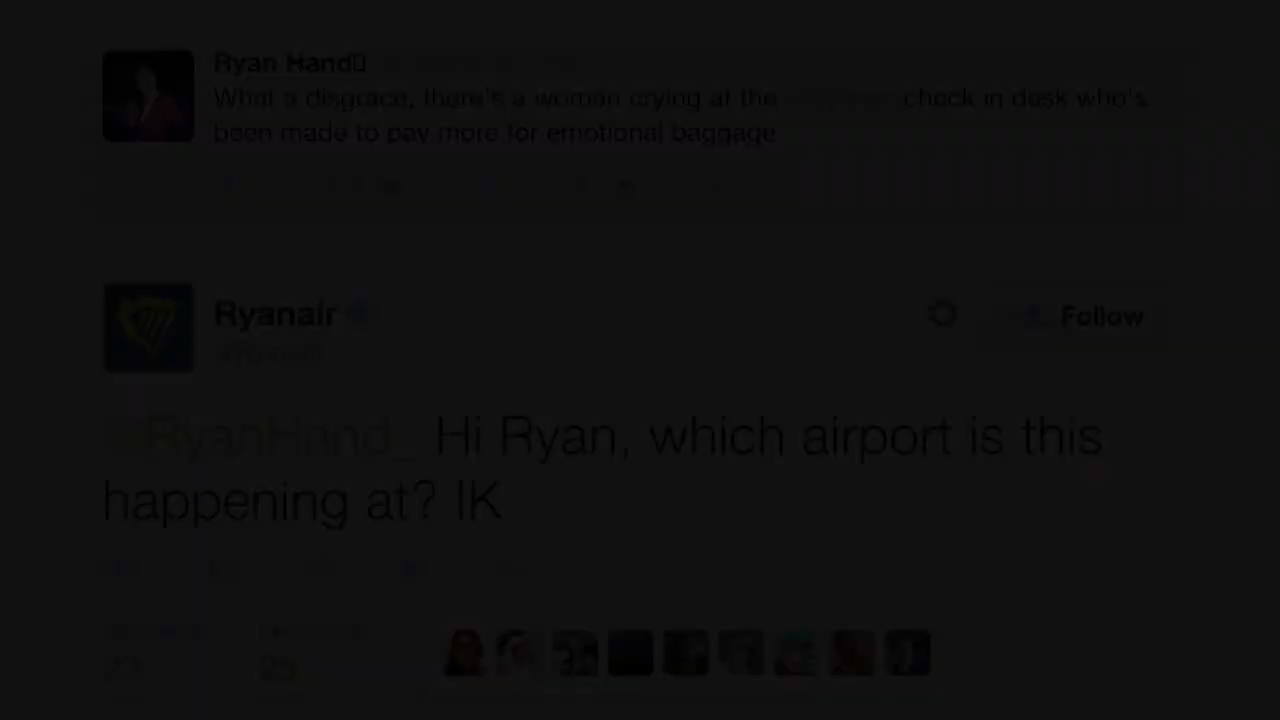 Ryan Hand
What a disgrace, there's a woman crying at the check in desk who's
been made to pay more for emotional baggage
Ryanair
Follow
@RyanHand_ Hi Ryan, which airport is this
happening at? IK